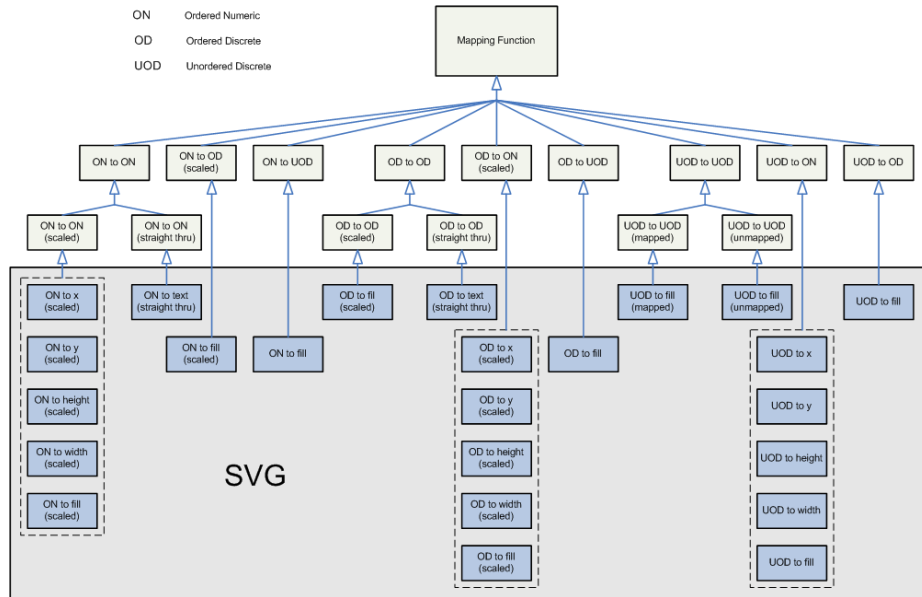 ON Ordered Numeric
OD Ordered Discrete
UOD Unordered Discrete
Mapping Function
ON to ON
ON to OD
(scaled)
ON to UOD
OD to OD
OD to ON
(scaled)
OD to UOD
UOD to UOD
UOD to ON
UOD to OD
ON to ON
(scaled)
ON to ON
(straight thru)
OD to OD
(scaled)
OD to OD
(straight thru)
UOD to UOD
(mapped)
UOD to UOD
(unmapped)
ON to x
(scaled)
ON to text
(straight thru)
OD to fil
(scaled)
OD to text
(straight thru)
UOD to fill
(mapped)
UOD to fill
(unmapped)
UOD to fill
ON to y
(scaled)
ON to fill
(scaled)
ON to fill
OD to x
(scaled)
OD to fill
UOD to x
ON to height
(scaled)
OD to y
(scaled)
UOD to y
ON to width
(scaled)
OD to height
(scaled)
UOD to height
SVG
ON to fill
(scaled)
OD to width
(scaled)
UOD to width
OD to fill
(scaled)
UOD to fill